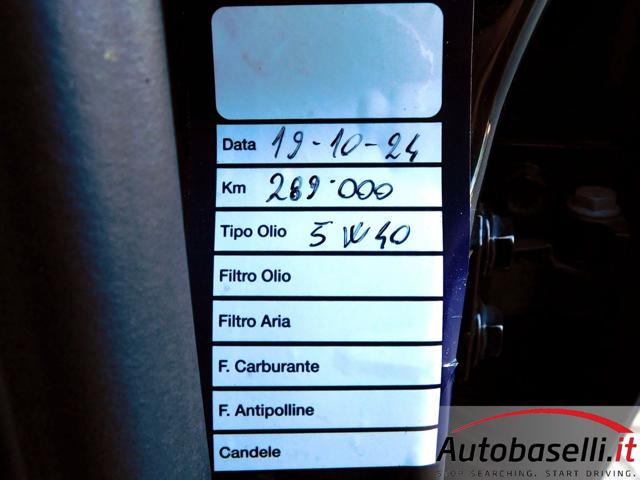 Data 19-10-24
Km 289.000
Tipo Olio 5W40
Filtro Olio
Filtro Aria
F. Carburante
F. Antipolline
Candele
Autobaselli.it
STOP SEARCHING. START DRIVING.